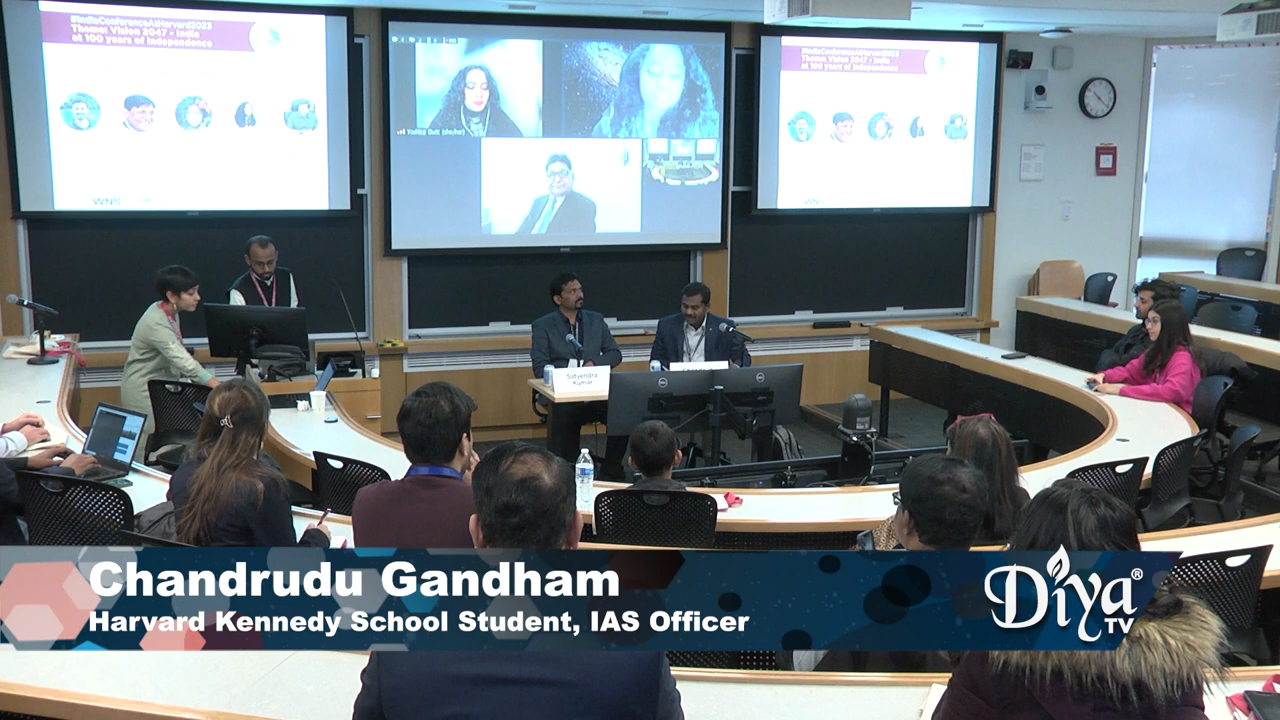 #IndiaConferenceAtHarvard2023
Theme: Vision 2047 - India
at 100 years of Independence
#IndiaConferenceAtHarvard2023
Theme: Vision 2047 - India
at 100 years of Independence
Yashica Dutt (she/her)
WNS
WNS
Satyendra
Kumar
DELL
DELL
Chandrudu Gandham
Harvard Kennedy School Student, IAS Officer
Diya®
TV